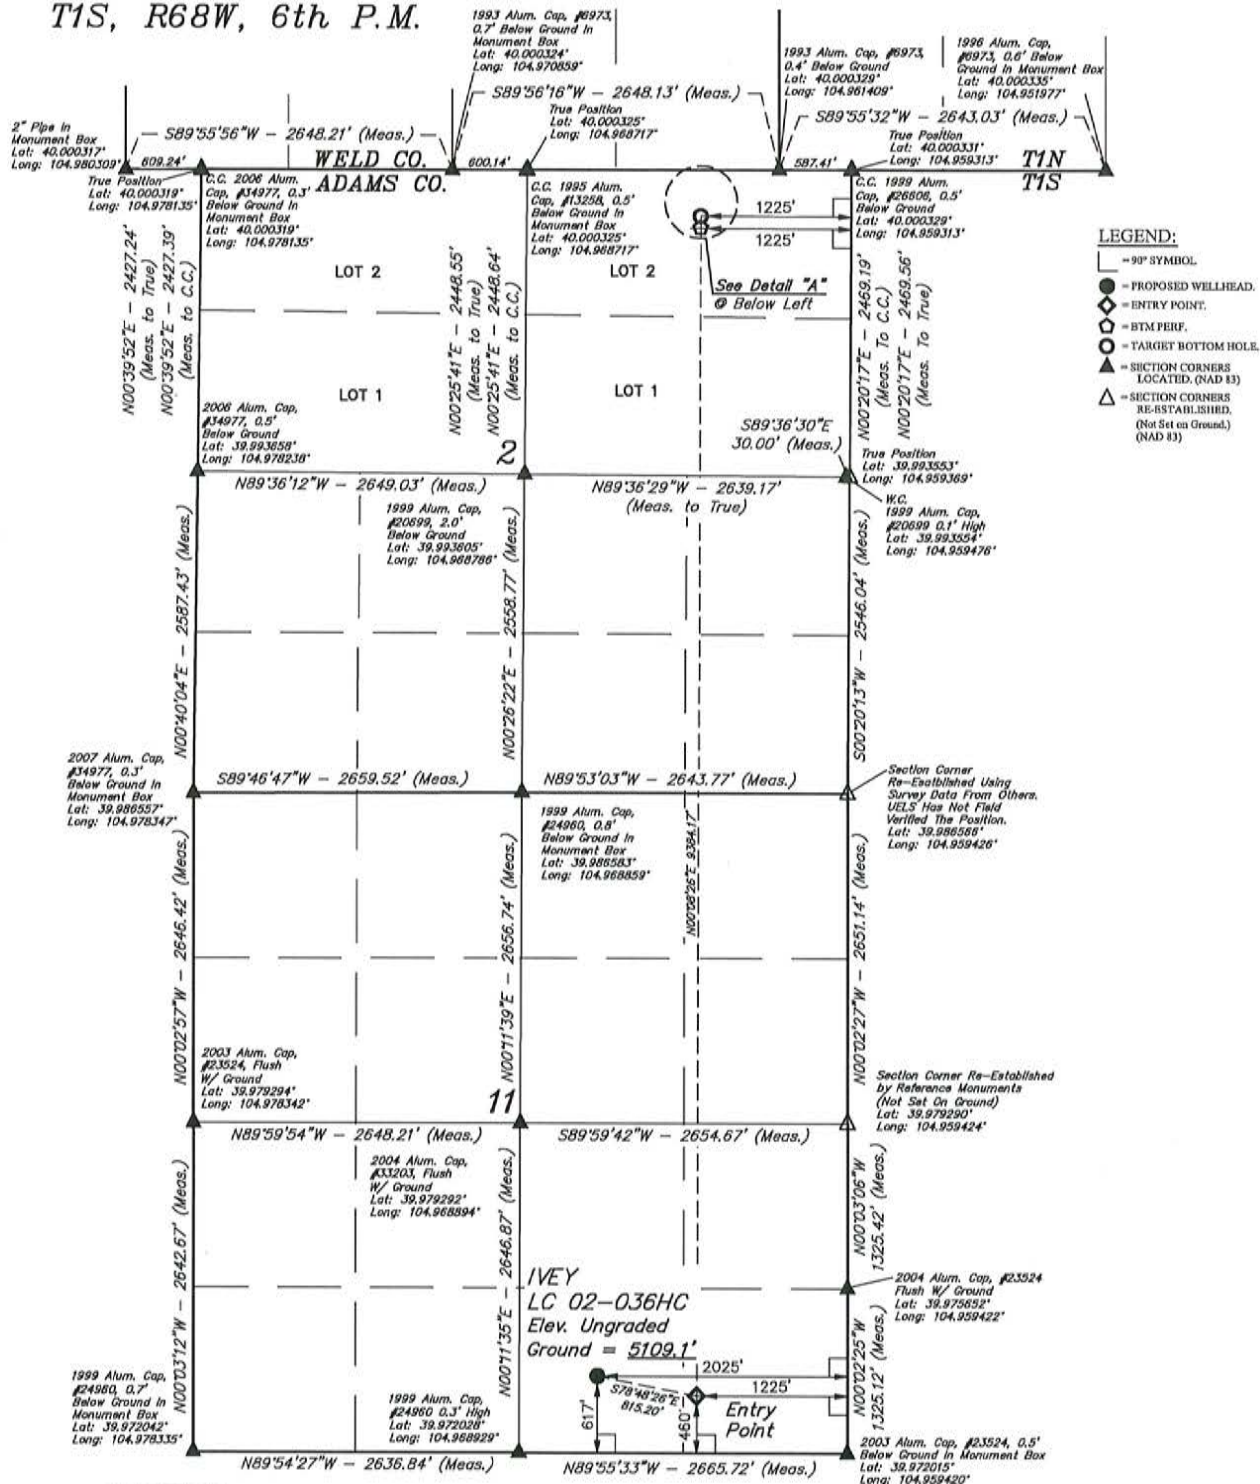 T1S, R68W, 6th P.M.
1993 Alum. Cap, #6973,
0.7' Below Ground In
Monument Box
Lat: 40.000324°
Long: 104.970859°
1993 Alum. Cap, #6973,
0.4' Below Ground
Lat: 40.000329°
Long: 104.961409°
1996 Alum. Cap,
#6973, 0.6' Below
Ground In Monument Box
Lat: 40.000335°
Long: 104.951977°
2" Pipe In
Monument Box
Lat: 40.000317°
Long: 104.980309°
S89°55'56"W - 2648.21' (Meas.)
S89°56'16"W - 2648.13' (Meas.)
S89°55'32"W - 2643.03' (Meas.)
True Position
Lat: 40.000325°
Long: 104.968717°
True Position
Lat: 40.000331°
Long: 104.959313°
609.24'
WELD CO.
600.14'
587.41'
T1N
ADAMS CO.
T1S
True Position
Lat: 40.000319°
Long: 104.978135°
C.C. 2006 Alum.
Cap, #34977, 0.3'
Below Ground In
Monument Box
Lat: 40.000319°
Long: 104.978135°
C.C. 1995 Alum.
Cap, #13258, 0.5'
Below Ground In
Monument Box
Lat: 40.000325°
Long: 104.968717°
1225'
1225'
C.C. 1999 Alum.
Cap, #26606, 0.5'
Below Ground
Lat: 40.000329°
Long: 104.959313°
LEGEND:
= 90° SYMBOL
= PROPOSED WELLHEAD.
= ENTRY POINT.
= BTM PERF.
= TARGET BOTTOM HOLE.
= SECTION CORNERS
LOCATED. (NAD 83)
= SECTION CORNERS
RE-ESTABLISHED.
(Not Set on Ground.)
(NAD 83)
LOT 2
LOT 2
See Detail "A"
@ Below Left
N00°39'52"E - 2427.24'
(Meas. to True)
N00°39'52"E - 2427.39'
(Meas. to C.C.)
N00°25'41"E - 2448.55'
(Meas. to True)
N00°25'41"E - 2448.64'
(Meas. to C.C.)
N00°20'17"E - 2469.19'
(Meas. To C.C.)
N00°20'17"E - 2469.56'
(Meas. To True)
LOT 1
LOT 1
2006 Alum. Cap,
#34977, 0.5'
Below Ground
Lat: 39.993658°
Long: 104.978238°
S89°36'30"E
30.00' (Meas.)
True Position
Lat: 39.993553°
Long: 104.959369°
2
N89°36'12"W - 2649.03' (Meas.)
N89°36'29"W - 2639.17'
(Meas. to True)
W.C.
1999 Alum. Cap,
#20699 0.1' High
Lat: 39.993554°
Long: 104.959476°
1999 Alum. Cap,
#20699, 2.0'
Below Ground
Lat: 39.993605°
Long: 104.968786°
N00°40'04"E - 2587.43' (Meas.)
N00°26'22"E - 2558.77' (Meas.)
S00°20'13"W - 2546.04' (Meas.)
2007 Alum. Cap,
#34977, 0.3'
Below Ground In
Monument Box
Lat: 39.986557°
Long: 104.978347°
S89°46'47"W - 2659.52' (Meas.)
N89°53'03"W - 2643.77' (Meas.)
Section Corner
Re-Established Using
Survey Data From Others.
UELS Has Not Field
Verified The Position.
Lat: 39.986566°
Long: 104.959426°
1999 Alum. Cap,
#24960, 0.8'
Below Ground In
Monument Box
Lat: 39.986583°
Long: 104.968859°
N00°08'26"E 9384.17'
N00°02'57"W - 2646.42' (Meas.)
N00°11'39"E - 2656.74' (Meas.)
N00°02'27"W - 2651.14' (Meas.)
2003 Alum. Cap,
#23524, Flush
W/ Ground
Lat: 39.979294°
Long: 104.978342°
11
Section Corner Re-Established
by Reference Monuments
(Not Set On Ground)
Lat: 39.979290°
Long: 104.959424°
N89°59'54"W - 2648.21' (Meas.)
S89°59'42"W - 2654.67' (Meas.)
2004 Alum. Cap,
#33203, Flush
W/ Ground
Lat: 39.979292°
Long: 104.968894°
N00°03'12"W - 2642.67' (Meas.)
N00°11'35"E - 2646.87' (Meas.)
N00°03'06"W
1325.42' (Meas.)
2004 Alum. Cap, #23524
Flush W/ Ground
Lat: 39.975652°
Long: 104.959422°
IVEY
LC 02-036HC
Elev. Ungraded
Ground = 5109.1'
2025'
1225'
S78°48'26"E
815.20'
617'
460'
Entry
Point
N00°02'25"W
1325.12' (Meas.)
1999 Alum. Cap,
#24960, 0.7'
Below Ground In
Monument Box
Lat: 39.972042°
Long: 104.978335°
1999 Alum. Cap,
#24960 0.3' High
Lat: 39.972028°
Long: 104.968929°
2003 Alum. Cap, #23524, 0.5'
Below Ground In Monument Box
Lat: 39.972015°
Long: 104.959420°
N89°54'27"W - 2636.84' (Meas.)
N89°55'33"W - 2665.72' (Meas.)